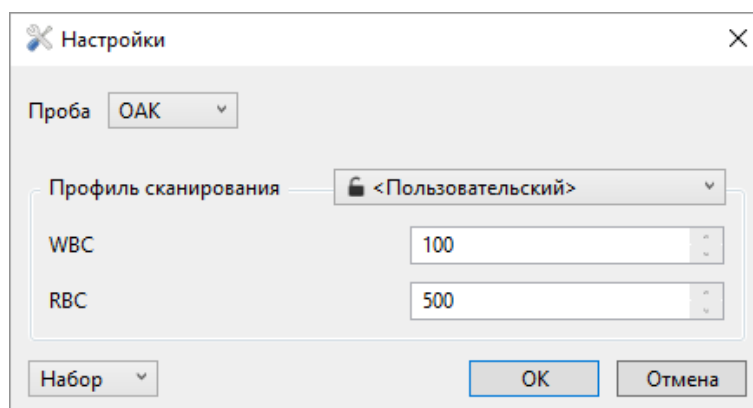 Настройки
Проба ОАК
Профиль сканирования <Пользовательский>
WBC 100
RBC 500
Набор OK Отмена